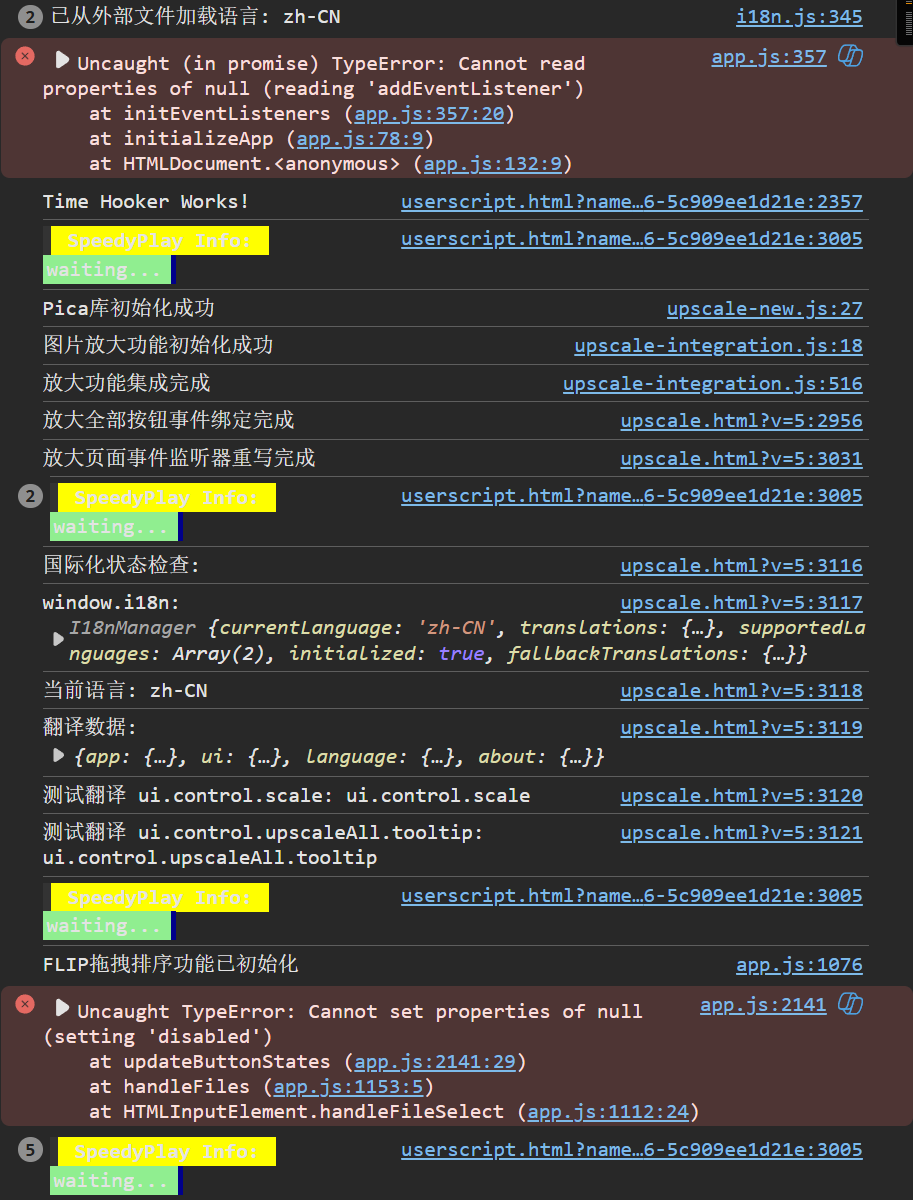 2 已从外部文件加载语言: zh-CN i18n.js:345
Uncaught (in promise) TypeError: Cannot read app.js:357
properties of null (reading 'addEventListener')
at initEventListeners (app.js:357:20)
at initializeApp (app.js:78:9)
at HTMLDocument.<anonymous> (app.js:132:9)
Time Hooker Works! userscript.html?name…6-5c909ee1d21e:2357
SpeedyPlay Info: userscript.html?name…6-5c909ee1d21e:3005
waiting...
Pica库初始化成功 upscale-new.js:27
图片放大功能初始化成功 upscale-integration.js:18
放大功能集成完成 upscale-integration.js:516
放大全部按钮事件绑定完成 upscale.html?v=5:2956
放大页面事件监听器重写完成 upscale.html?v=5:3031
2 SpeedyPlay Info: userscript.html?name…6-5c909ee1d21e:3005
waiting...
国际化状态检查: upscale.html?v=5:3116
window.i18n: upscale.html?v=5:3117
I18nManager {currentLanguage: 'zh-CN', translations: {…}, supportedLa
nguages: Array(2), initialized: true, fallbackTranslations: {…}}
当前语言: zh-CN upscale.html?v=5:3118
翻译数据: upscale.html?v=5:3119
{app: {…}, ui: {…}, language: {…}, about: {…}}
测试翻译 ui.control.scale: ui.control.scale upscale.html?v=5:3120
测试翻译 ui.control.upscaleAll.tooltip: upscale.html?v=5:3121
ui.control.upscaleAll.tooltip
SpeedyPlay Info: userscript.html?name…6-5c909ee1d21e:3005
waiting...
FLIP拖拽排序功能已初始化 app.js:1076
Uncaught TypeError: Cannot set properties of null app.js:2141
(setting 'disabled')
at updateButtonStates (app.js:2141:29)
at handleFiles (app.js:1153:5)
at HTMLInputElement.handleFileSelect (app.js:1112:24)
5 SpeedyPlay Info: userscript.html?name…6-5c909ee1d21e:3005
waiting...